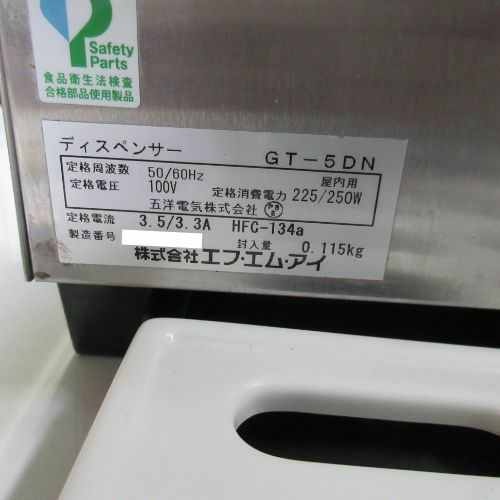 Safety
Parts
食品衛生法検査
合格部品使用製品
ディスペンサー GT-5DN
定格周波数 50/60Hz 屋内用
定格電圧 100V 定格消費電力 225/250W
五洋電気株式会社
定格電流 3.5/3.3A HFC-134a
製造番号 封入量 0.115kg
株式会社エフ・エム・アイ